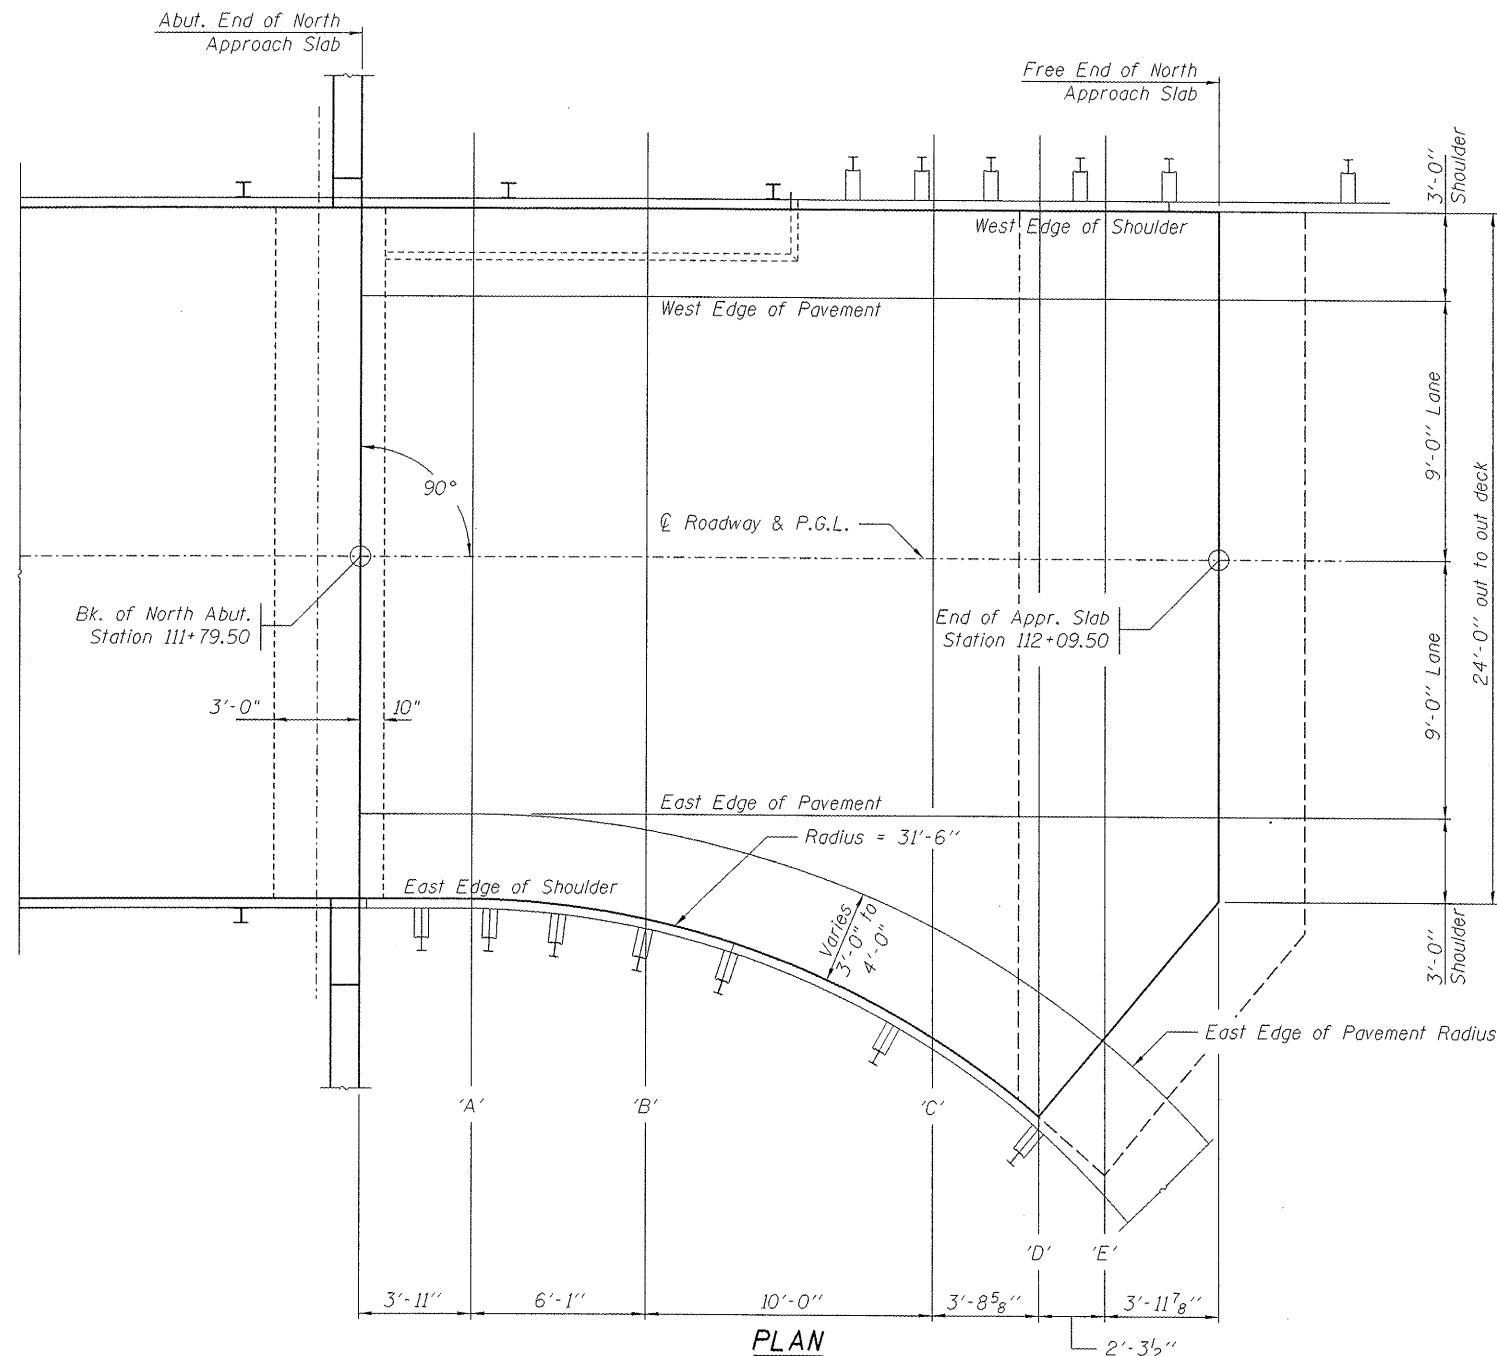 Abut. End of North
Approach Slab
Free End of North
Approach Slab
3'-0"
Shoulder
West Edge of Shoulder
West Edge of Pavement
9'-0" Lane
90°
℄ Roadway & P.G.L.
24'-0" out to out deck
Bk. of North Abut.
Station 111+79.50
End of Appr. Slab
Station 112+09.50
9'-0" Lane
3'-0"
10"
East Edge of Pavement
Radius = 31'-6"
East Edge of Shoulder
Varies
3'-0" to
4'-0"
3'-0"
Shoulder
East Edge of Pavement Radius
'A'
'B'
'C'
'D'
'E'
3'-11"
6'-1"
10'-0"
3'-8⅝"
3'-11⅞"
2'-3½"
PLAN